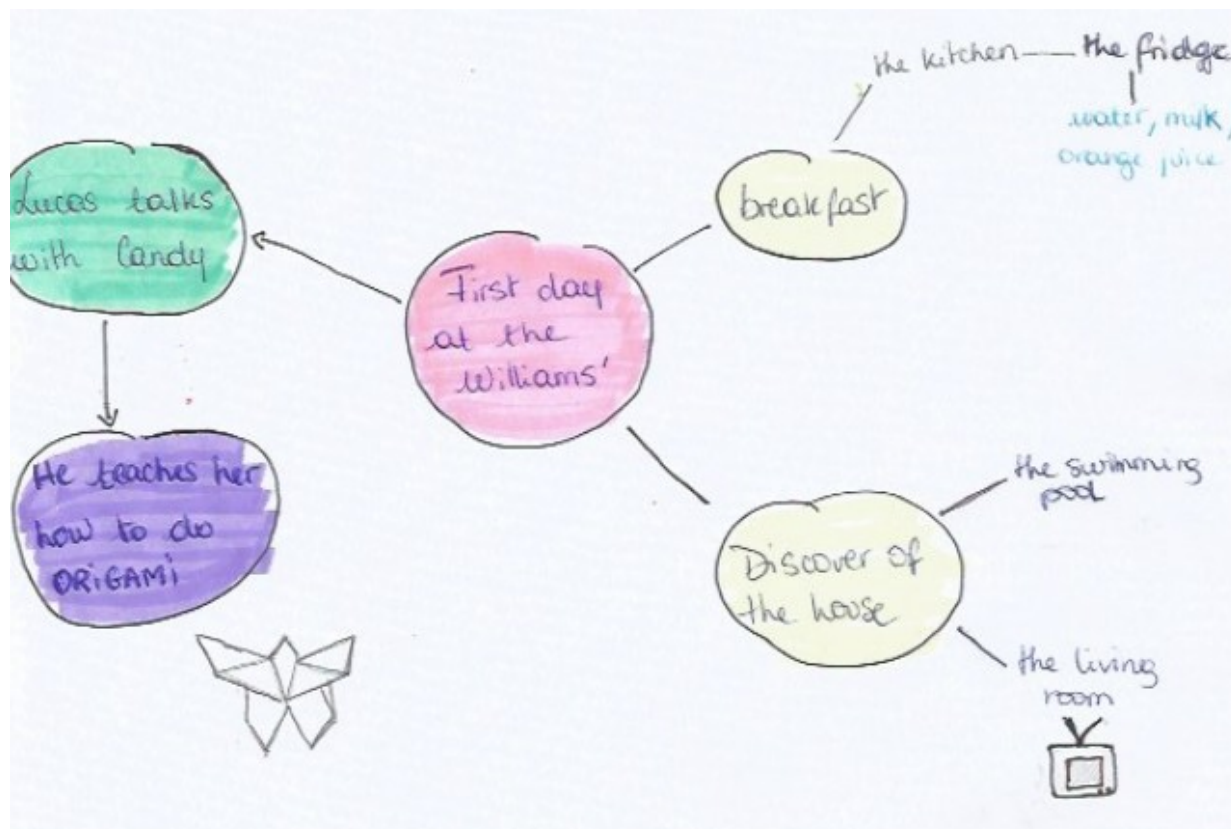 the kitchen the fridge
water, milk,
orange juice
breakfast
Lucas talks
with Candy
First day
at the
Williams'
He teaches her
how to do
ORIGAMI
the swimming
pool
Discover of
the house
the living
room